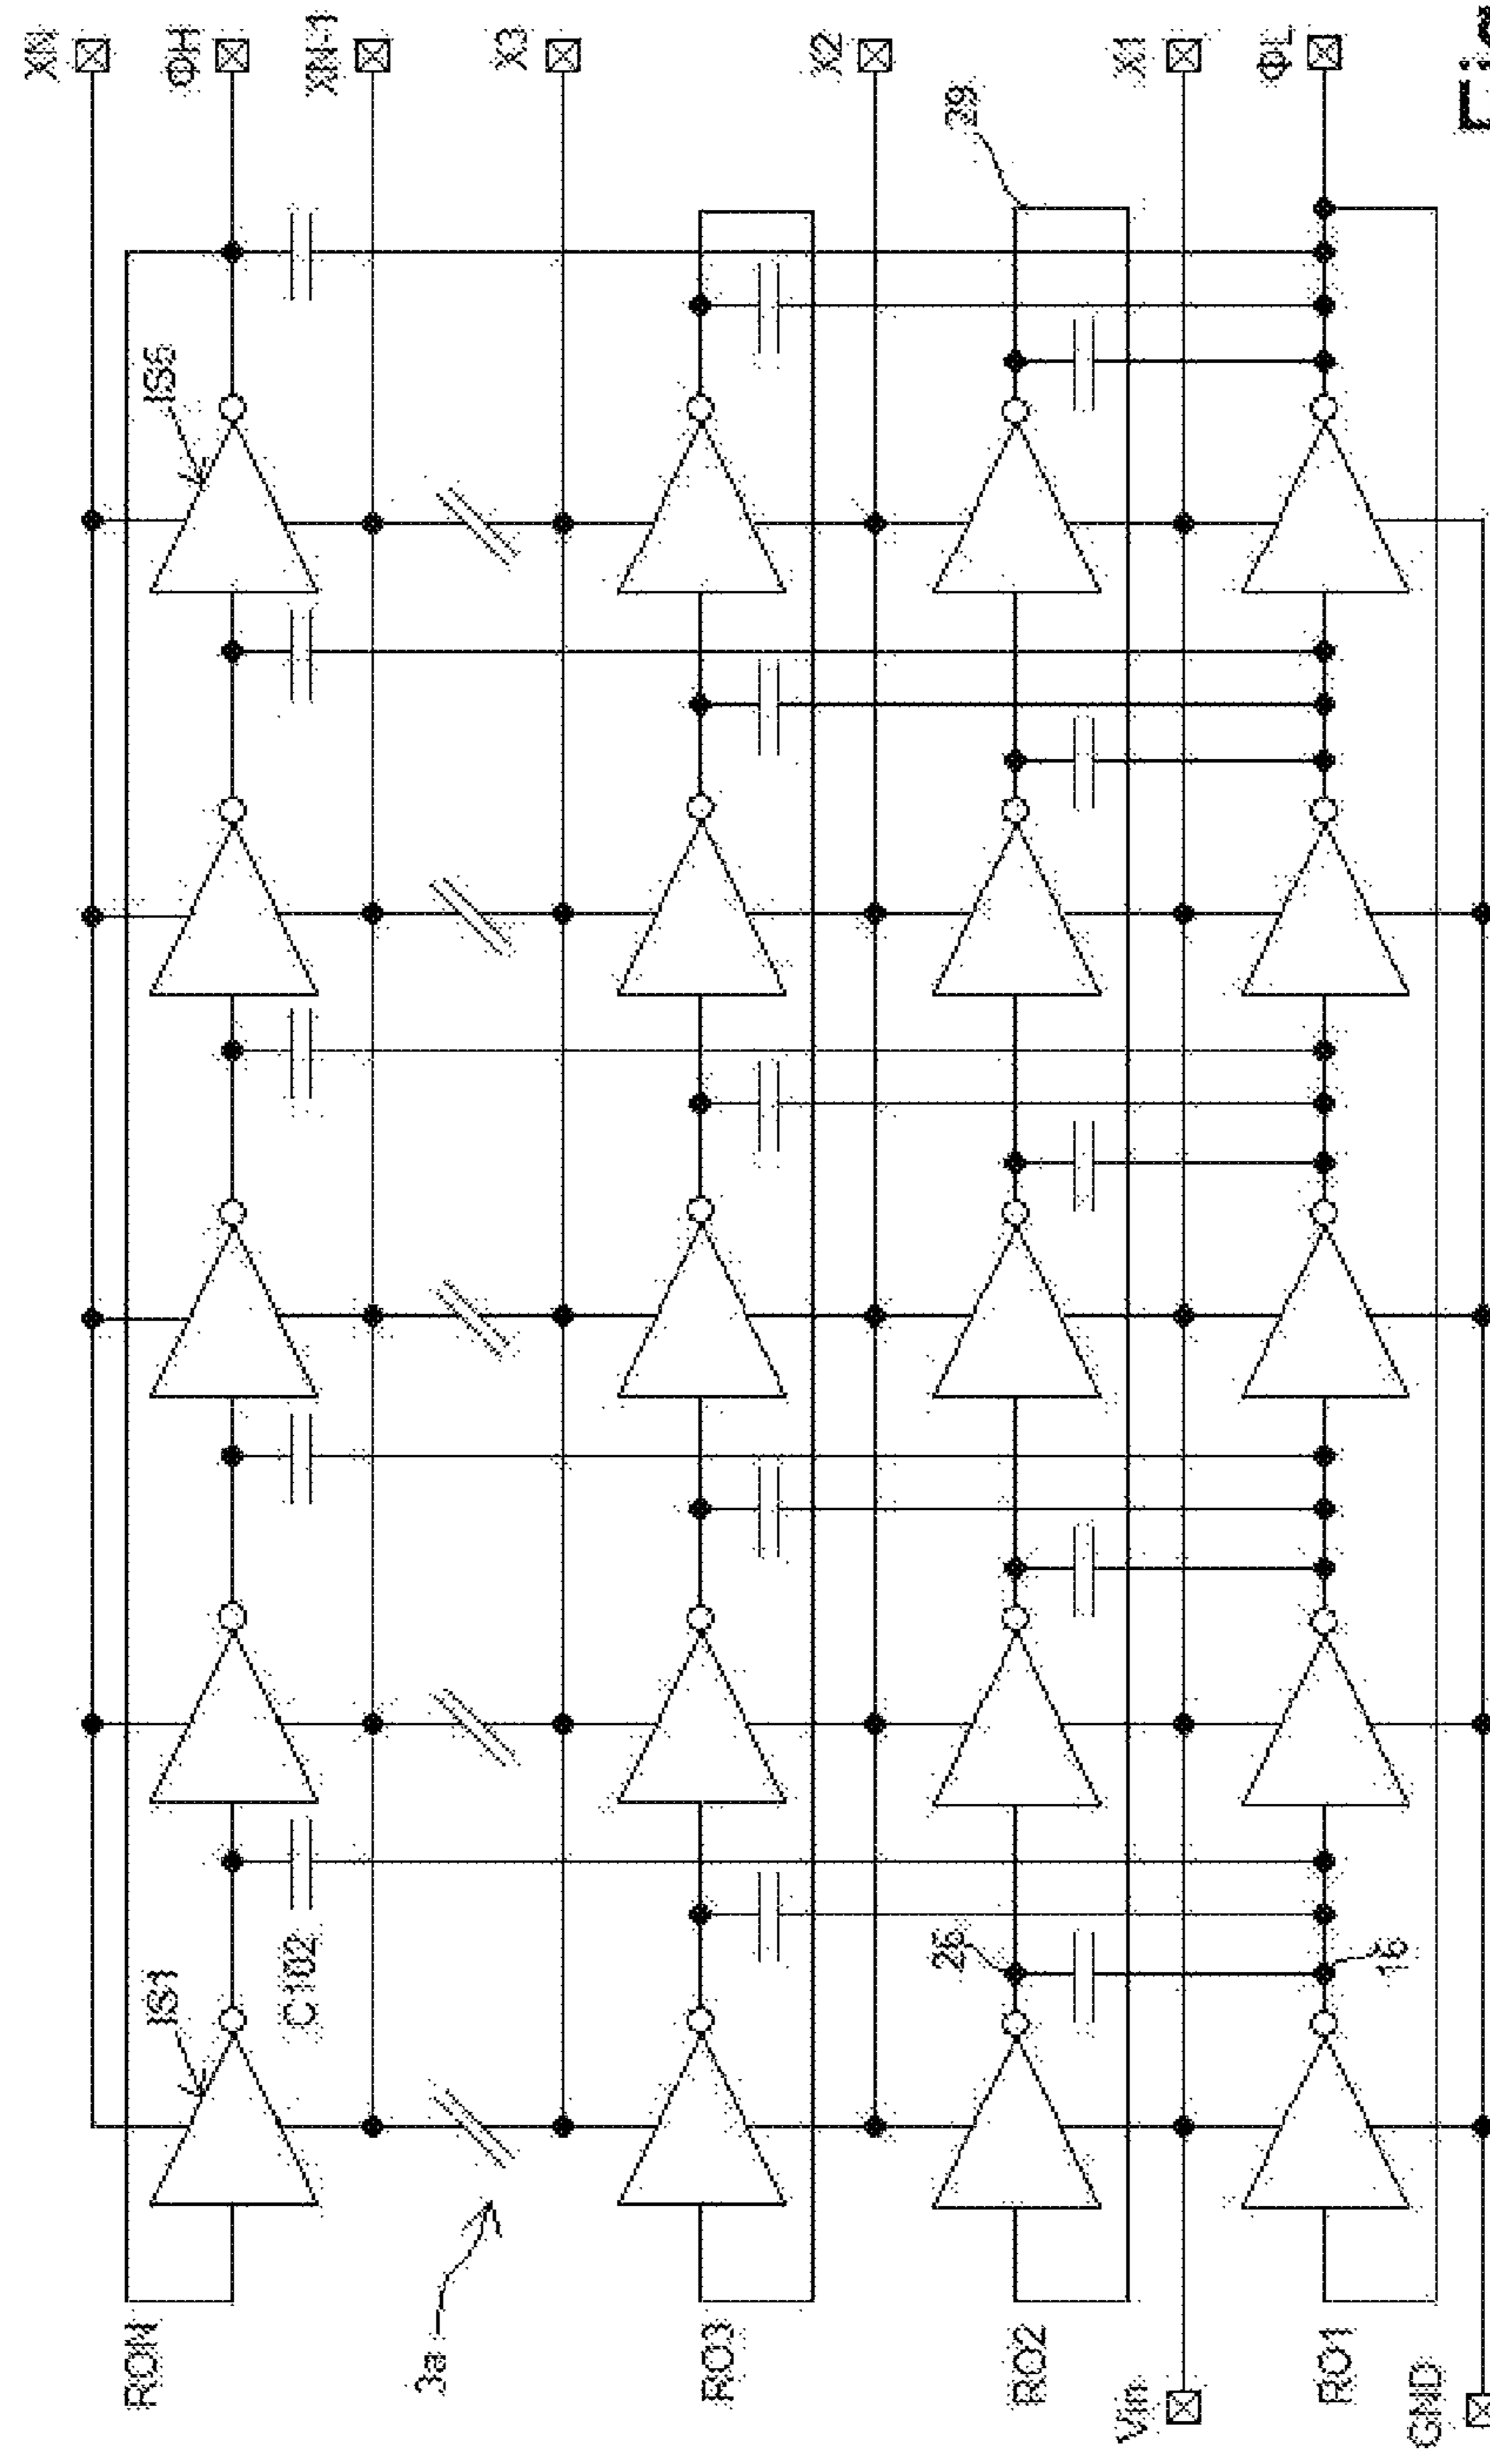 XN
ΦH
XN-1
X3
X2
X1
ΦL
39
IS5
IS1
C102
26
16
3a
RON
RO3
RO2
Vin
RO1
GND